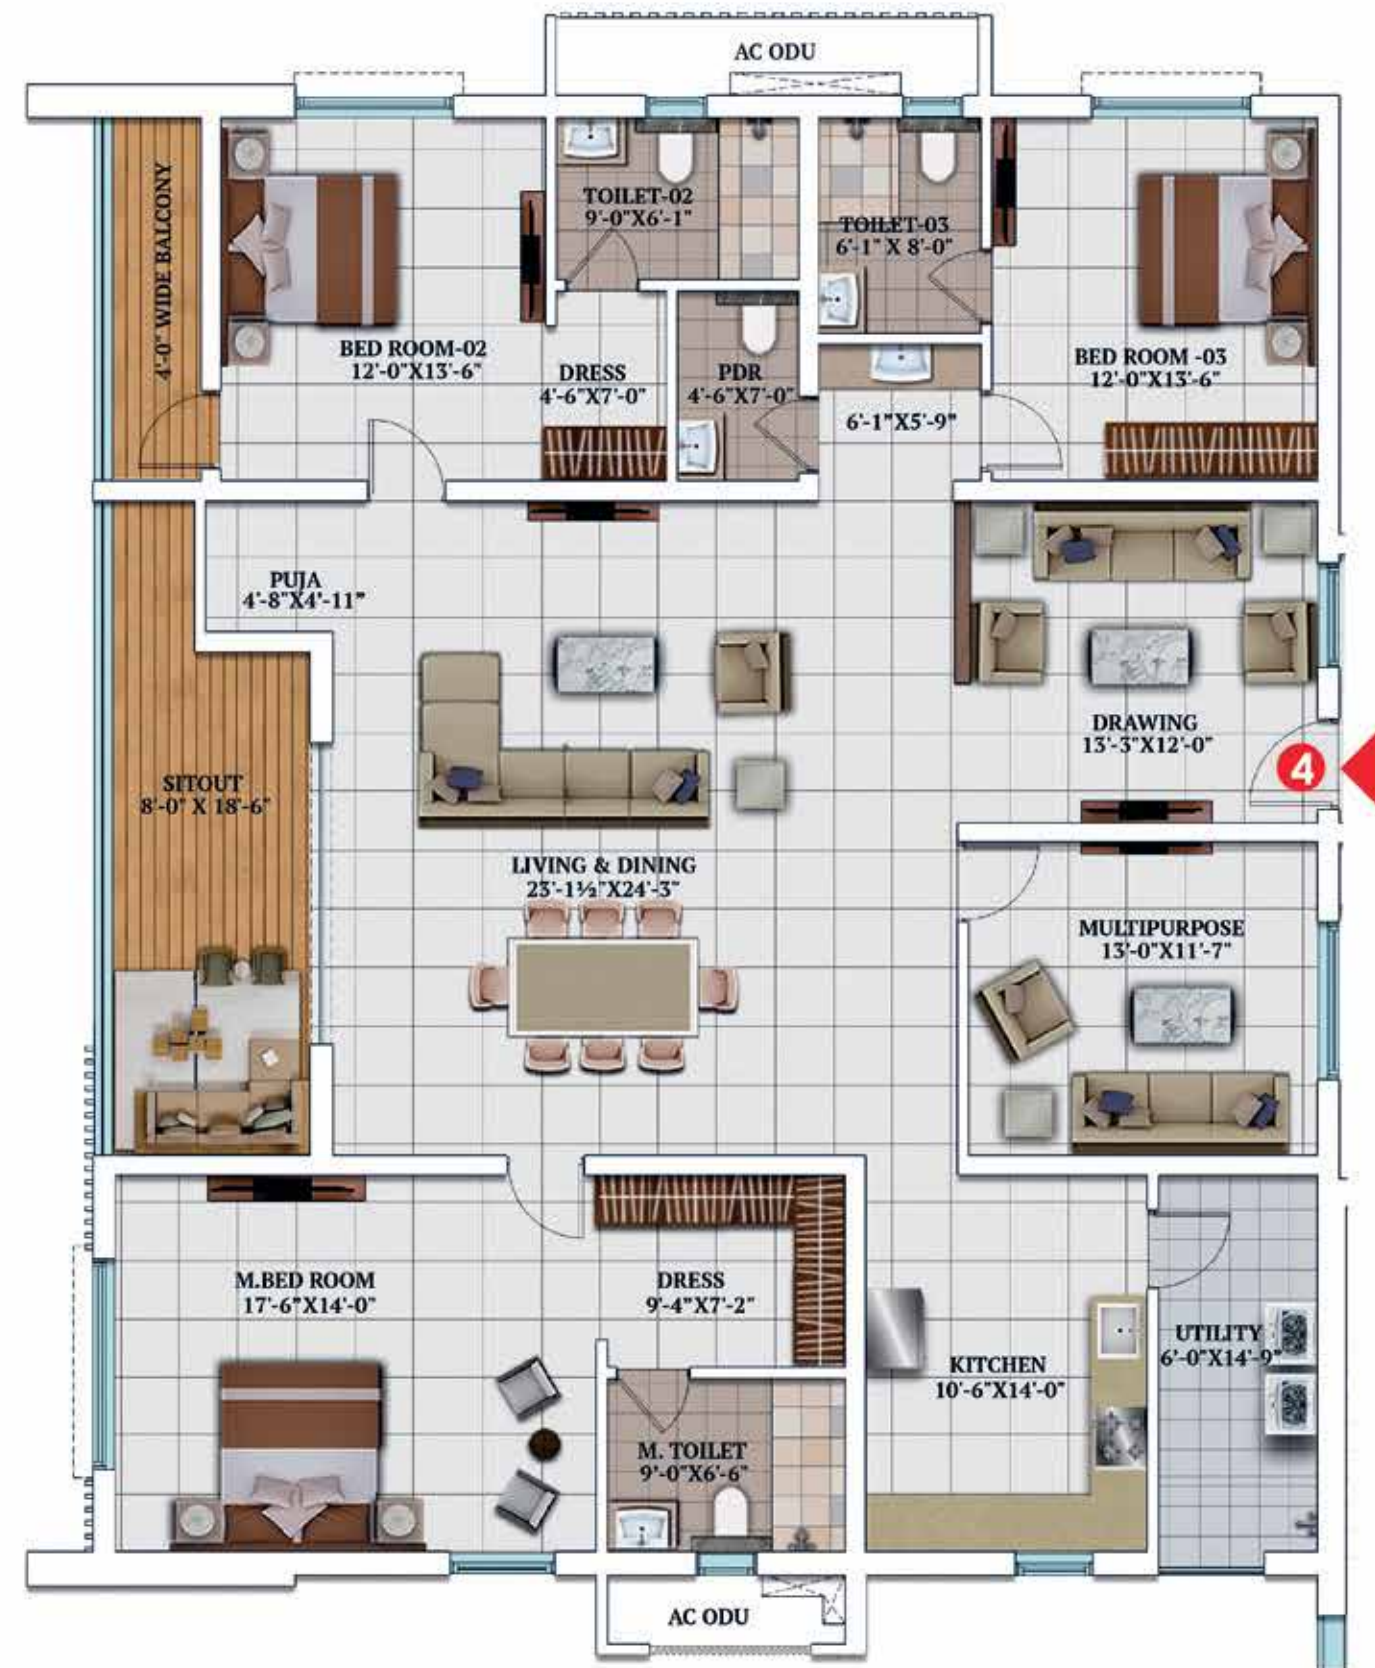 AC ODU
4'-0" WIDE BALCONY
TOILET-02
9'-0"X6'-1"
TOILET-03
6'-1" X 8'-0"
BED ROOM-02
12'-0"X13'-6"
DRESS
4'-6"X7'-0"
PDR
4'-6"X7'-0"
6'-1"X5'-9"
BED ROOM -03
12'-0"X13'-6"
PUJA
4'-8"X4'-11"
DRAWING
13'-3"X12'-0"
4
SITOUT
8'-0" X 18'-6"
LIVING & DINING
23'-1½"X24'-3"
MULTIPURPOSE
13'-0"X11'-7"
M.BED ROOM
17'-6"X14'-0"
DRESS
9'-4"X7'-2"
KITCHEN
10'-6"X14'-0"
UTILITY
6'-0"X14'-9"
M. TOILET
9'-0"X6'-6"
AC ODU